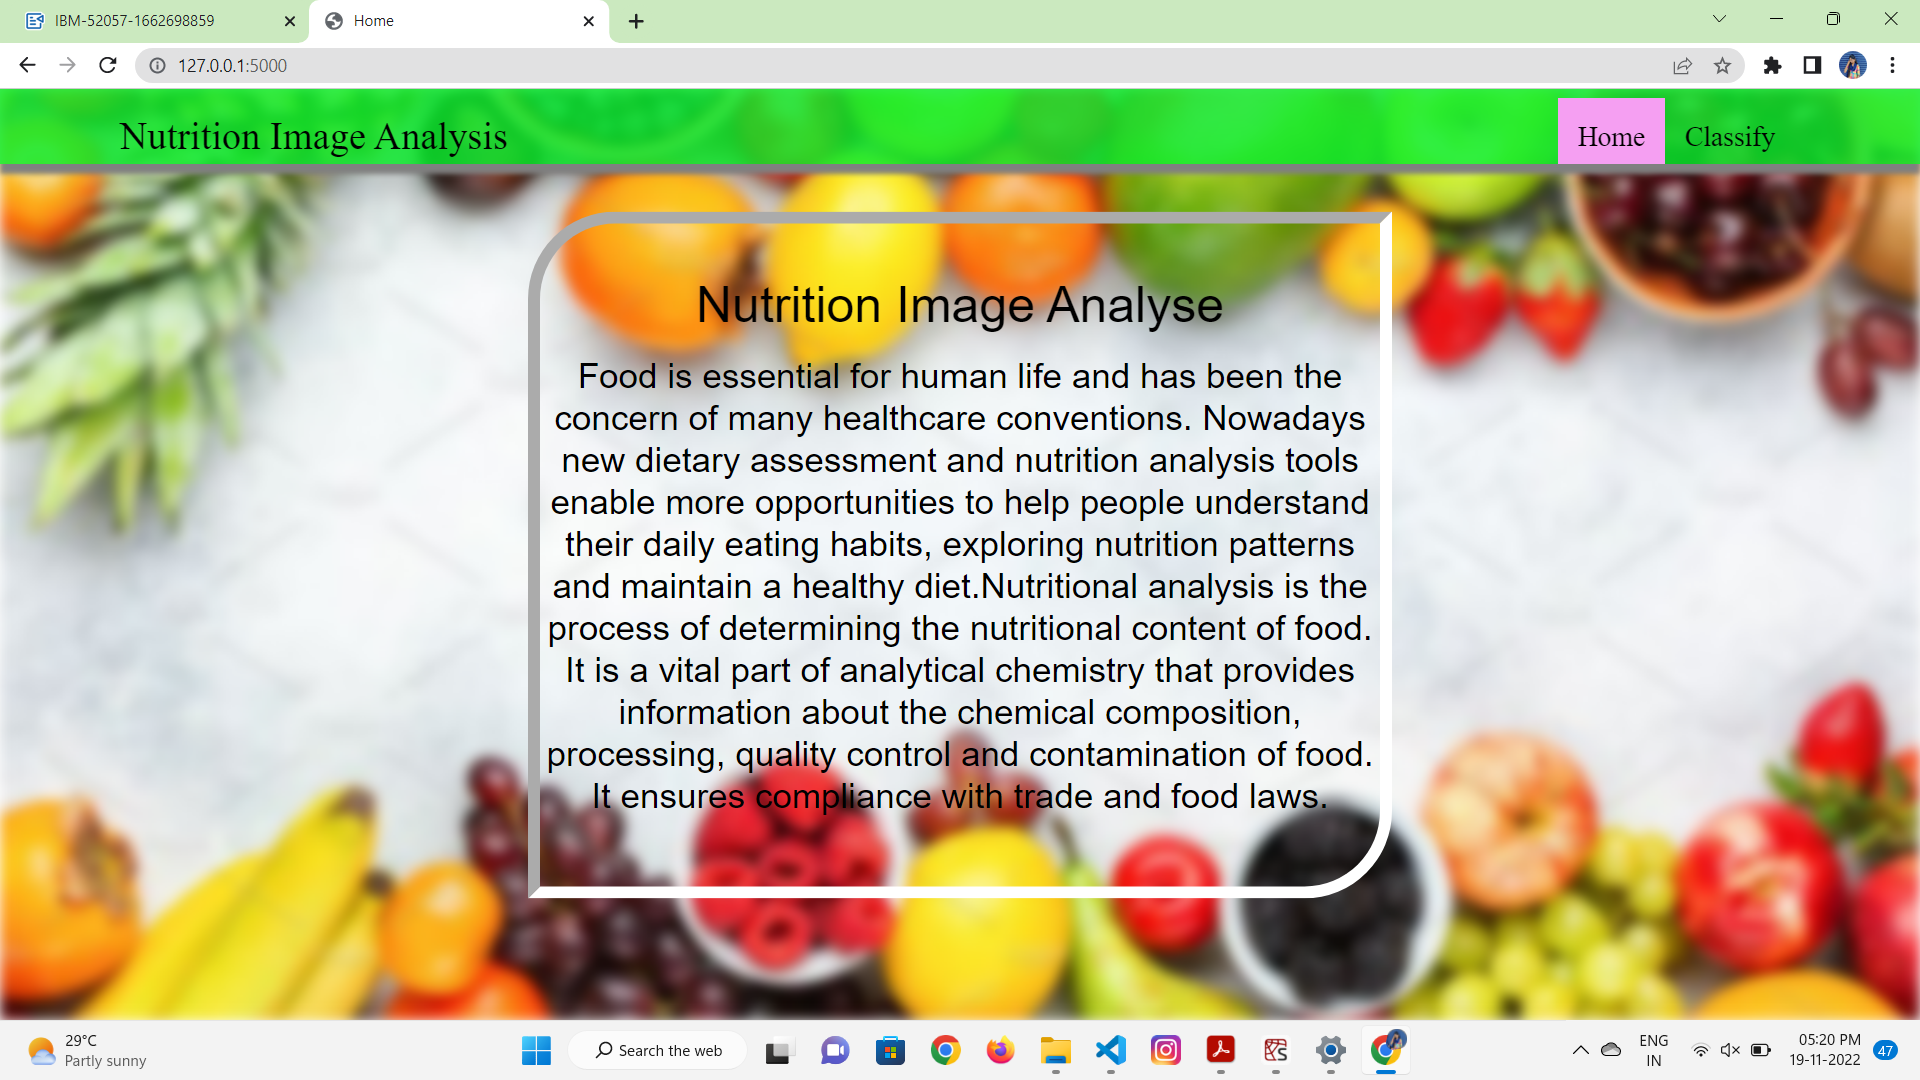 IBM-52057-1662698859
Home
127.0.0.1:5000
Nutrition Image Analysis
Home
Classify
Nutrition Image Analyse
Food is essential for human life and has been the
concern of many healthcare conventions. Nowadays
new dietary assessment and nutrition analysis tools
enable more opportunities to help people understand
their daily eating habits, exploring nutrition patterns
and maintain a healthy diet.Nutritional analysis is the
process of determining the nutritional content of food.
It is a vital part of analytical chemistry that provides
information about the chemical composition,
processing, quality control and contamination of food.
It ensures compliance with trade and food laws.
29°C
Partly sunny
Search the web
ENG
IN
05:20 PM
19-11-2022
47